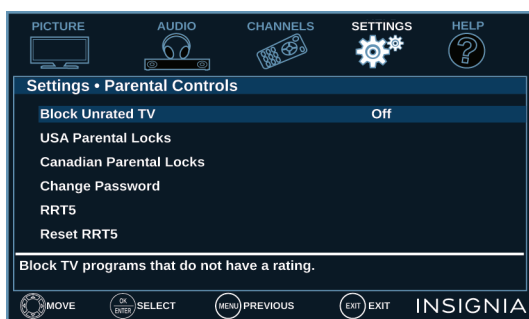 PICTURE AUDIO CHANNELS SETTINGS HELP
Settings • Parental Controls
Block Unrated TV Off
USA Parental Locks
Canadian Parental Locks
Change Password
RRT5
Reset RRT5
Block TV programs that do not have a rating.
MOVE OK ENTER SELECT MENU PREVIOUS EXIT EXIT INSIGNIA